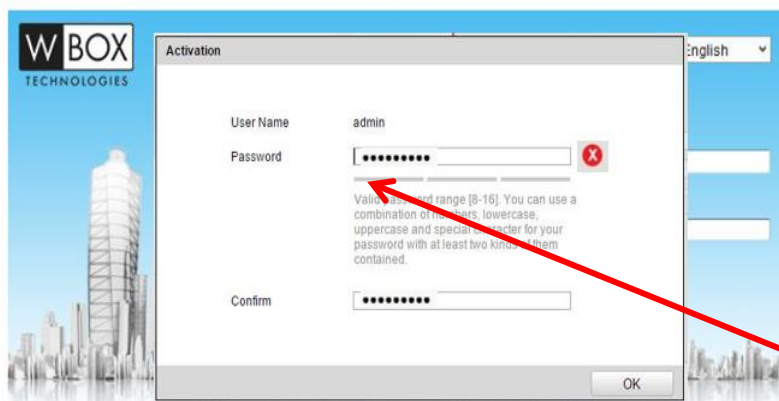 W BOX
TECHNOLOGIES
Activation
English
User Name admin
Password •••••••••
X
Valid password range [8-16]. You can use a
combination of numbers, lowercase,
uppercase and special character for your
password with at least two kinds of them
contained.
Confirm •••••••••
OK